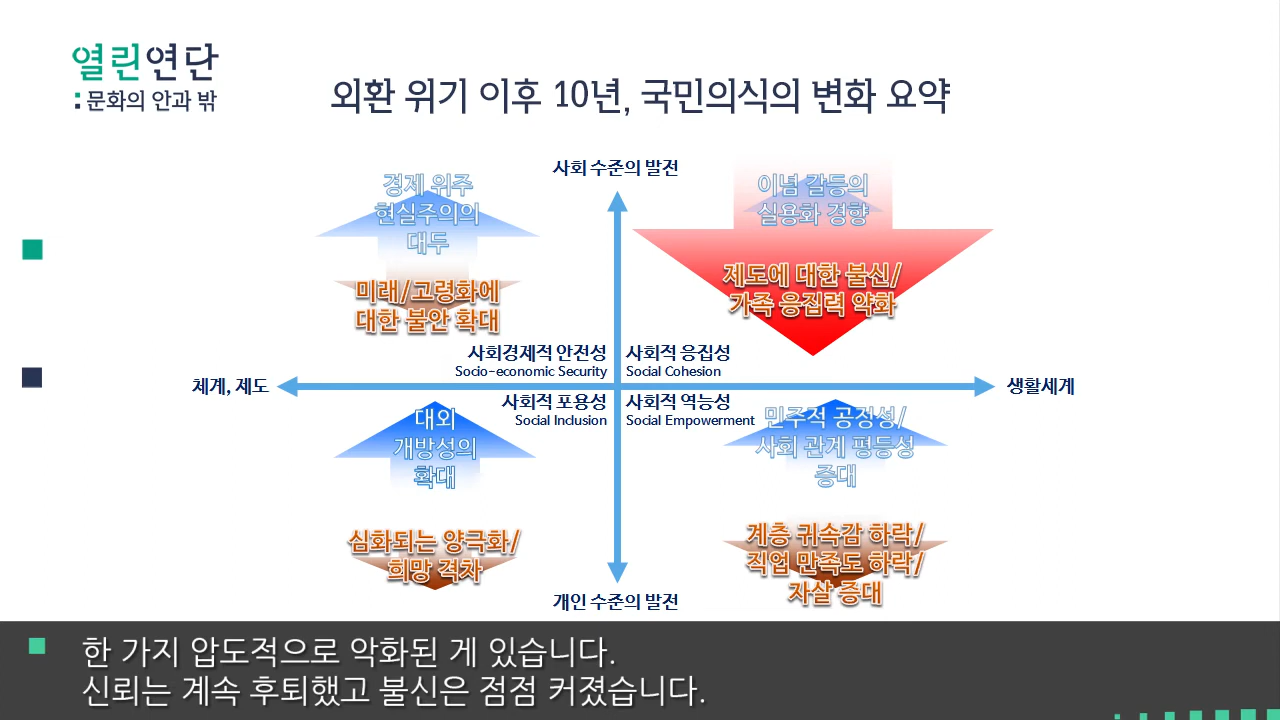 열린연단
:문화의 안과 밖
외환 위기 이후 10년, 국민의식의 변화 요약
사회 수준의 발전
경제 위주
현실주의의
대두
미래/고령화에
대한 불안 확대
이념 갈등의
실용화 경향
제도에 대한 불신/
가족 응집력 약화
사회경제적 안전성
Socio-economic Security
사회적 응집성
Social Cohesion
체계, 제도
생활세계
사회적 포용성
Social Inclusion
사회적 역능성
Social Empowerment
대외
개방성의
확대
민주적 공정성/
사회 관계 평등성
증대
심화되는 양극화/
희망 격차
계층 귀속감 하락/
직업 만족도 하락/
자살 증대
개인 수준의 발전
한 가지 압도적으로 악화된 게 있습니다.
신뢰는 계속 후퇴했고 불신은 점점 커졌습니다.